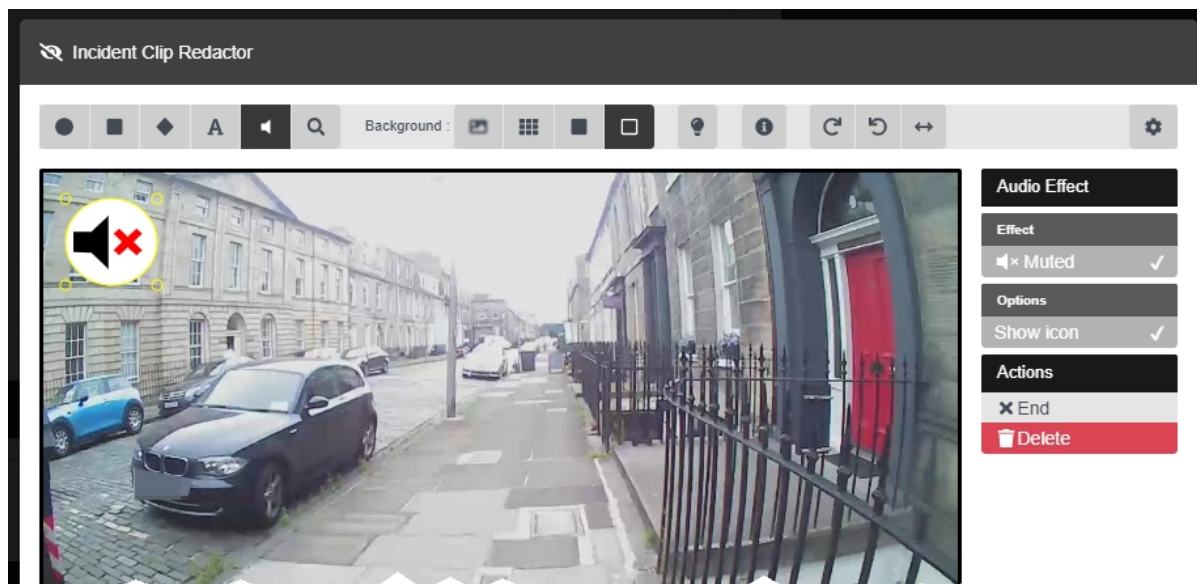 Incident Clip Redactor
A
Background :
Audio Effect
Effect
Muted
Options
Show icon
Actions
End
Delete